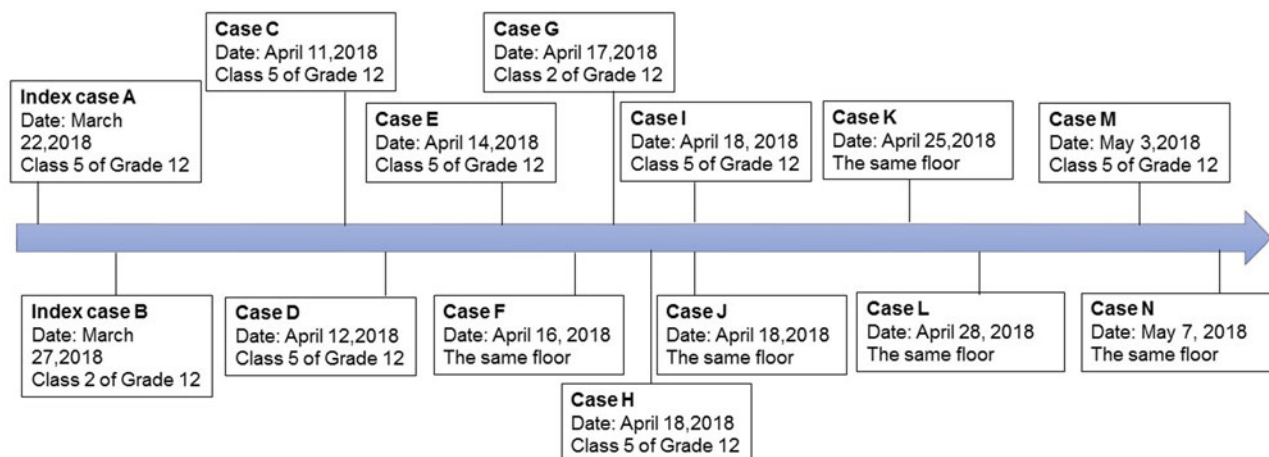 Case C
Date: April 11,2018
Class 5 of Grade 12
Case G
Date: April 17,2018
Class 2 of Grade 12
Index case A
Date: March
22,2018
Class 5 of Grade 12
Case E
Date: April 14,2018
Class 5 of Grade 12
Case I
Date: April 18, 2018
Class 5 of Grade 12
Case K
Date: April 25,2018
The same floor
Case M
Date: May 3,2018
Class 5 of Grade 12
Index case B
Date: March
27,2018
Class 2 of Grade 12
Case D
Date: April 12,2018
Class 5 of Grade 12
Case F
Date: April 16, 2018
The same floor
Case J
Date: April 18,2018
The same floor
Case L
Date: April 28, 2018
The same floor
Case N
Date: May 7, 2018
The same floor
Case H
Date: April 18,2018
Class 5 of Grade 12